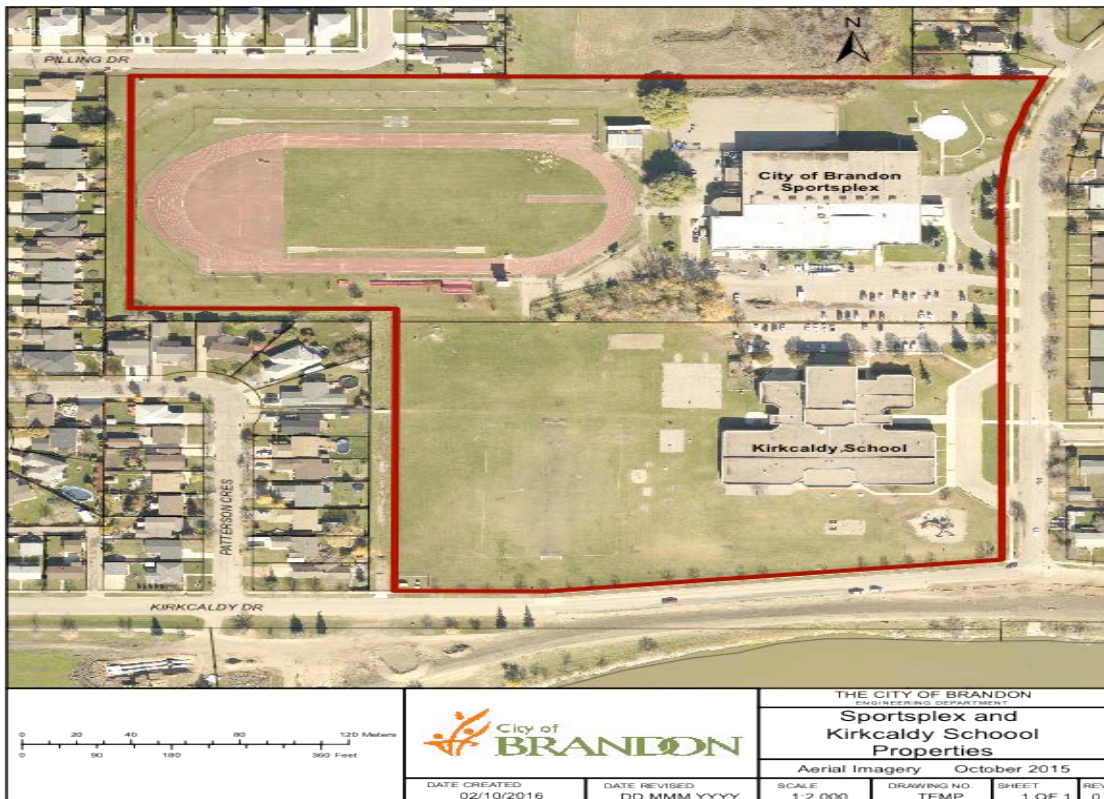 N
PILLING DR
City of Brandon
Sportsplex
Kirkcaldy School
PATTERSON CRES
KIRKCALDY DR
0 20 40 80 120 Meters
0 90 180 360 Feet
City of
BRANDON
THE CITY OF BRANDON
ENGINEERING DEPARTMENT
Sportsplex and
Kirkcaldy Schoool
Properties
Aerial Imagery October 2015
DATE CREATED
02/10/2016
DATE REVISED
DD MMM YYYY
SCALE
1:2 000
DRAWING NO.
TEMP
SHEET
1 OF 1
REV
0